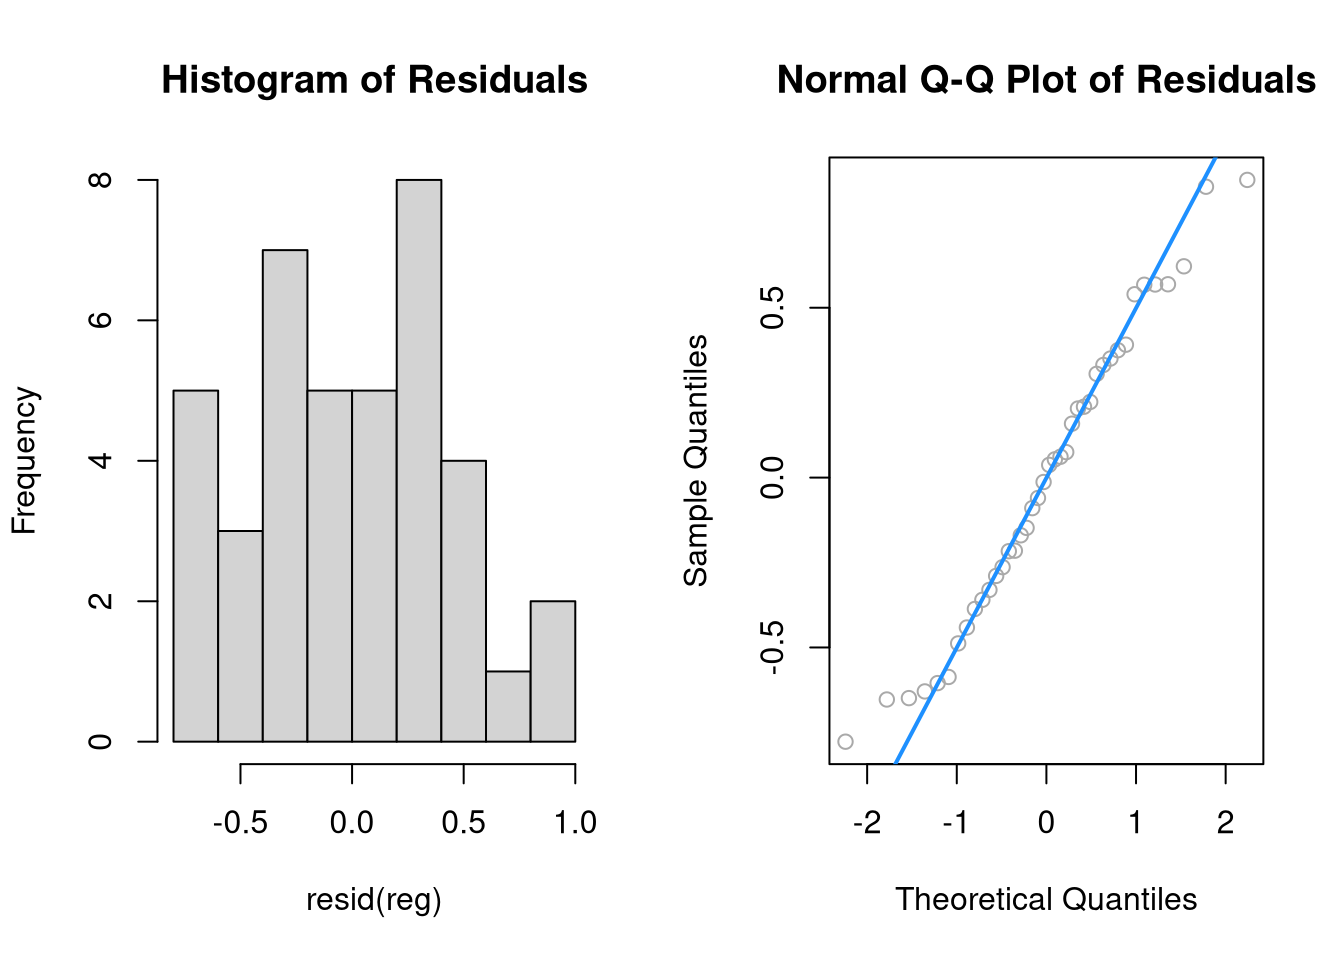 Histogram of Residuals
Frequency
8
6
4
2
0
-0.5 0.0 0.5 1.0
resid(reg)
Normal Q-Q Plot of Residuals
Sample Quantiles
0.5
0.0
-0.5
-2 -1 0 1 2
Theoretical Quantiles